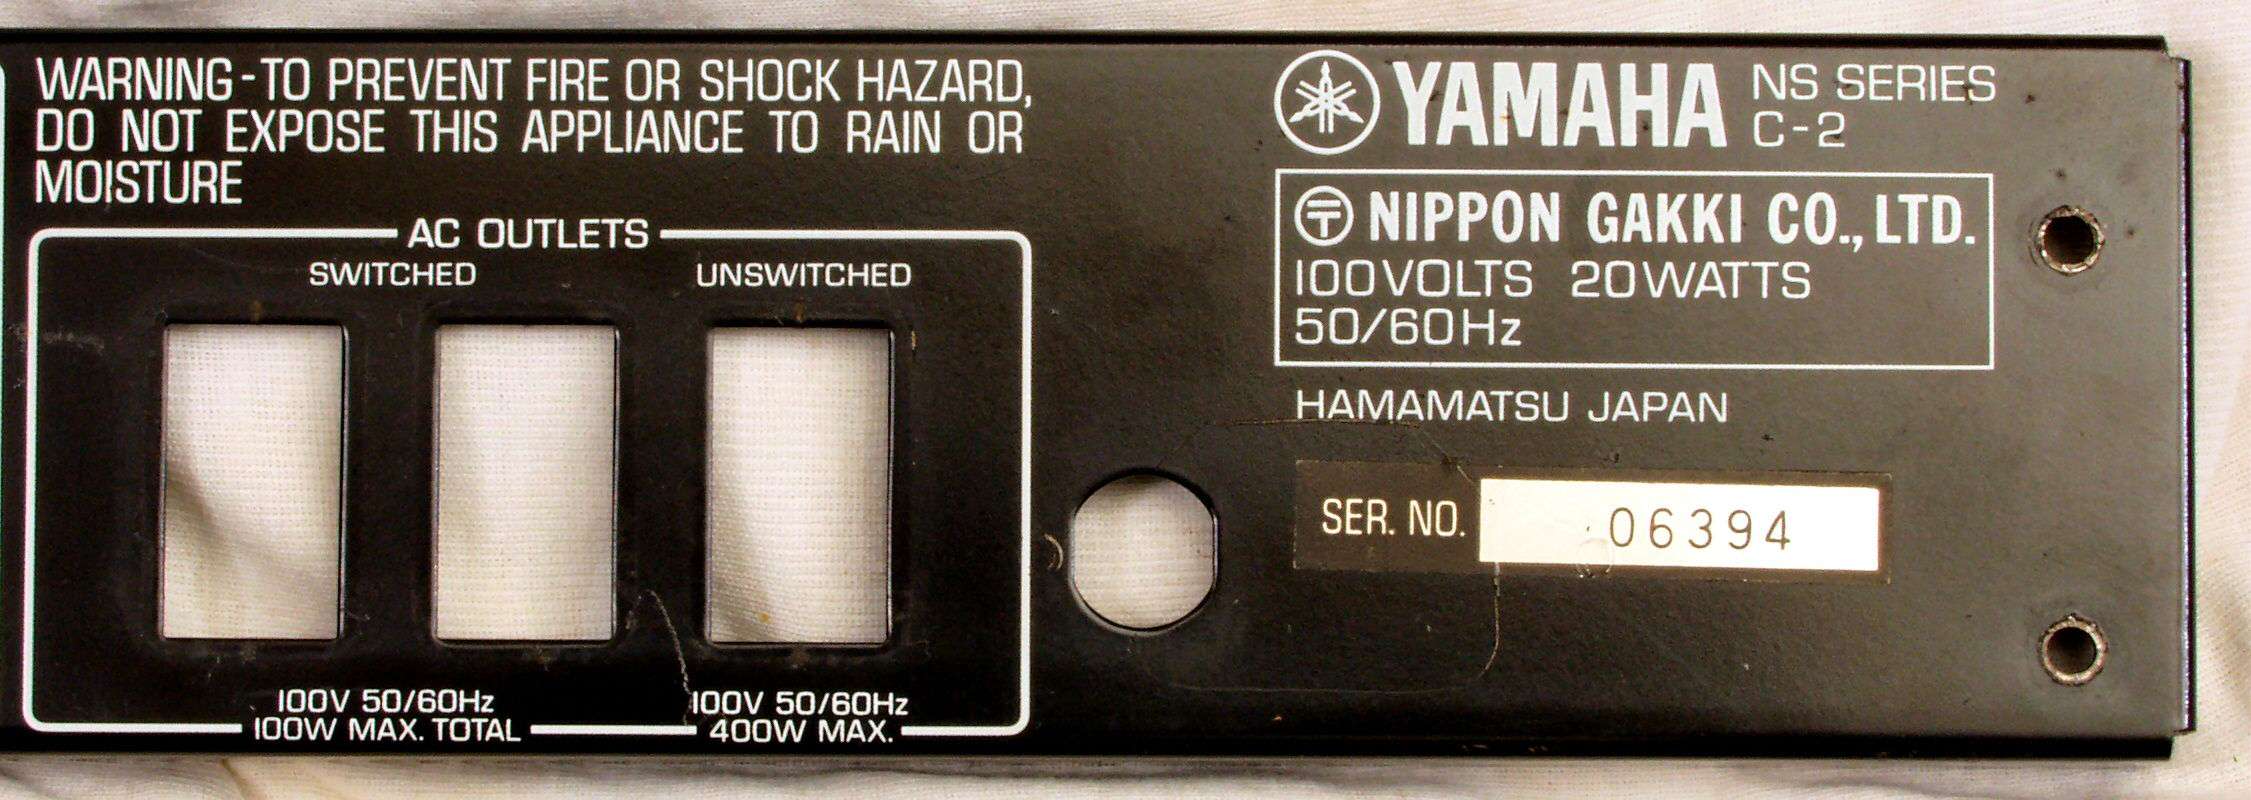 WARNING-TO PREVENT FIRE OR SHOCK HAZARD,
DO NOT EXPOSE THIS APPLIANCE TO RAIN OR
MOISTURE
AC OUTLETS
SWITCHED
UNSWITCHED
100V 50/60Hz
100W MAX. TOTAL
100V 50/60Hz
400W MAX.
YAMAHA NS SERIES
C-2
〒 NIPPON GAKKI CO., LTD.
100VOLTS 20WATTS
50/60Hz
HAMAMATSU JAPAN
SER. NO. 06394